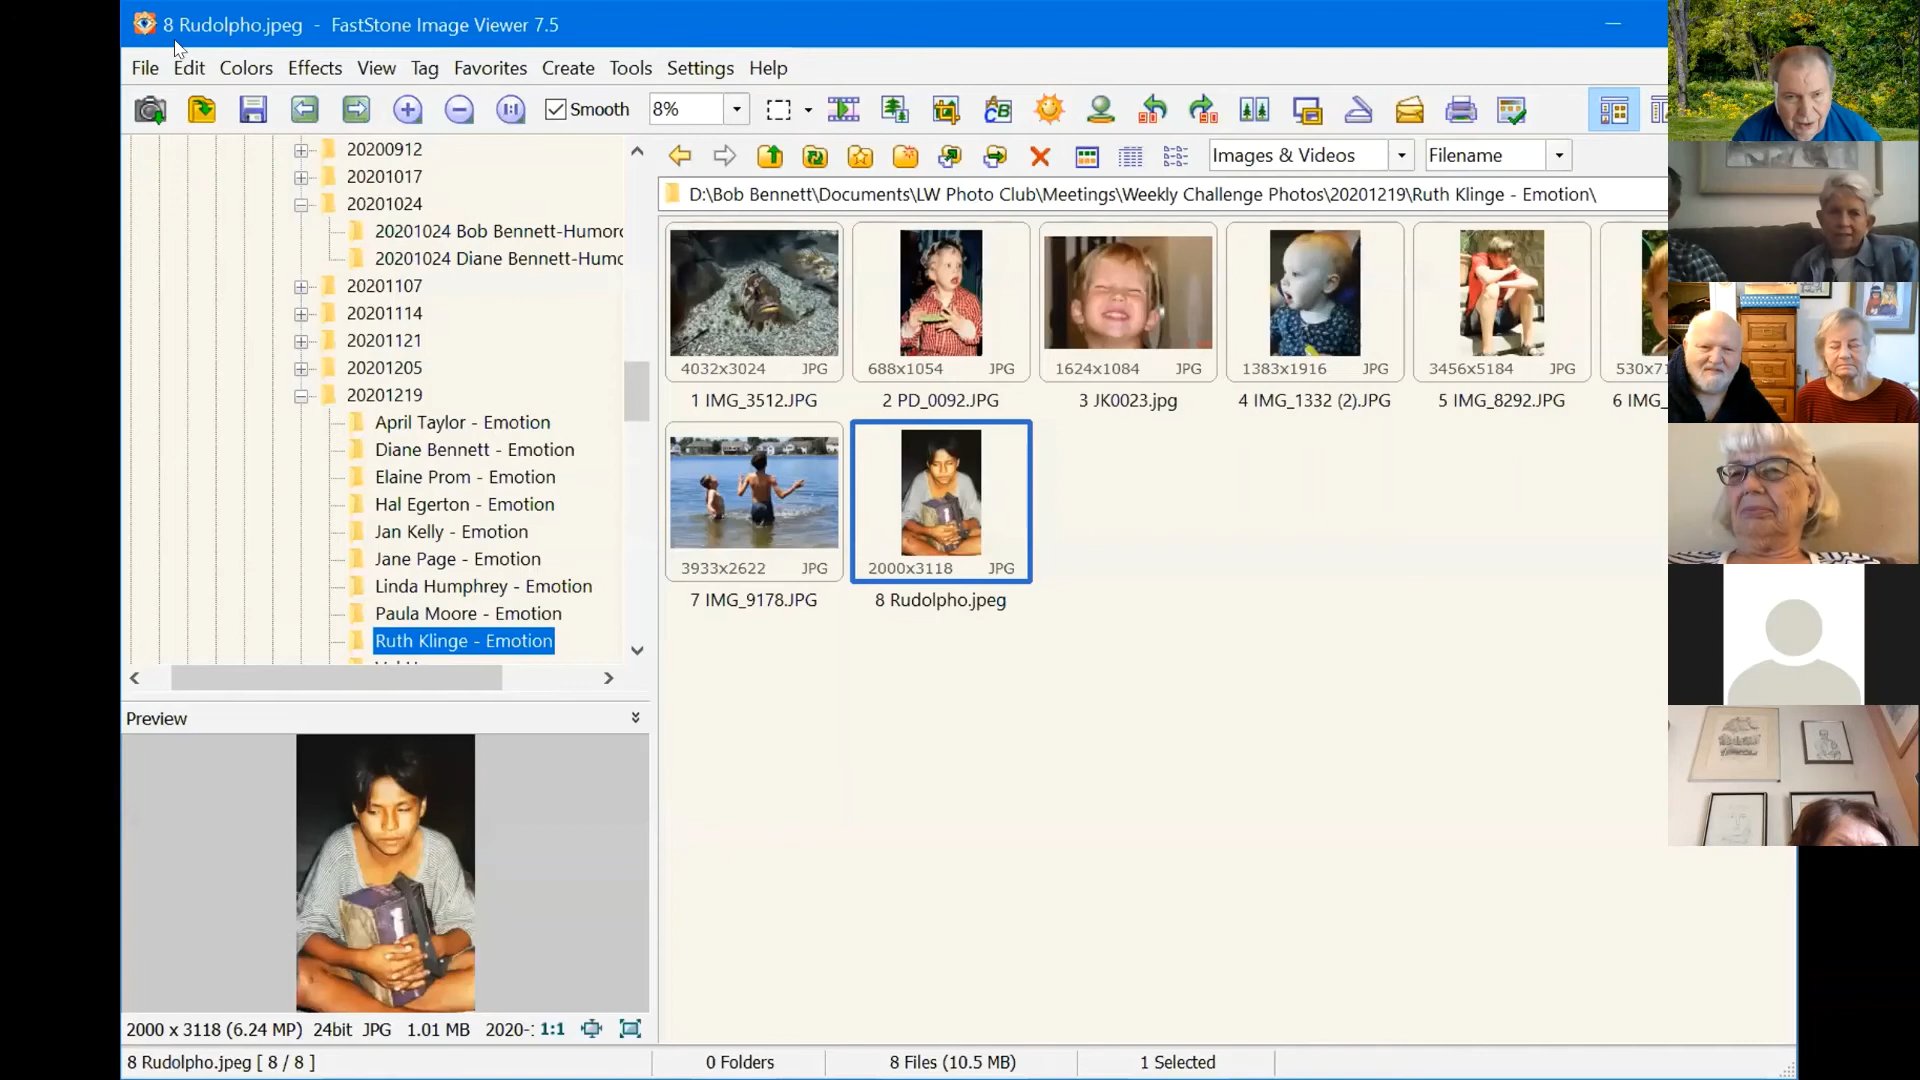 8 Rudolpho.jpeg - FastStone Image Viewer 7.5
File Edit Colors Effects View Tag Favorites Create Tools Settings Help
Smooth 8%
Images & Videos Filename
D:\Bob Bennett\Documents\LW Photo Club\Meetings\Weekly Challenge Photos\20201219\Ruth Klinge - Emotion\
20200912
20201017
20201024
20201024 Bob Bennett-Humor
20201024 Diane Bennett-Humo
20201107
20201114
20201121
20201205
20201219
April Taylor - Emotion
Diane Bennett - Emotion
Elaine Prom - Emotion
Hal Egerton - Emotion
Jan Kelly - Emotion
Jane Page - Emotion
Linda Humphrey - Emotion
Paula Moore - Emotion
Ruth Klinge - Emotion
4032x3024 JPG
1 IMG_3512.JPG
688x1054 JPG
2 PD_0092.JPG
1624x1084 JPG
3 JK0023.jpg
1383x1916 JPG
4 IMG_1332 (2).JPG
3456x5184 JPG
5 IMG_8292.JPG
530x71
6 IMG_
3933x2622 JPG
7 IMG_9178.JPG
2000x3118 JPG
8 Rudolpho.jpeg
Preview
2000 x 3118 (6.24 MP) 24bit JPG 1.01 MB 2020-: 1:1
8 Rudolpho.jpeg [ 8 / 8 ]
0 Folders
8 Files (10.5 MB)
1 Selected